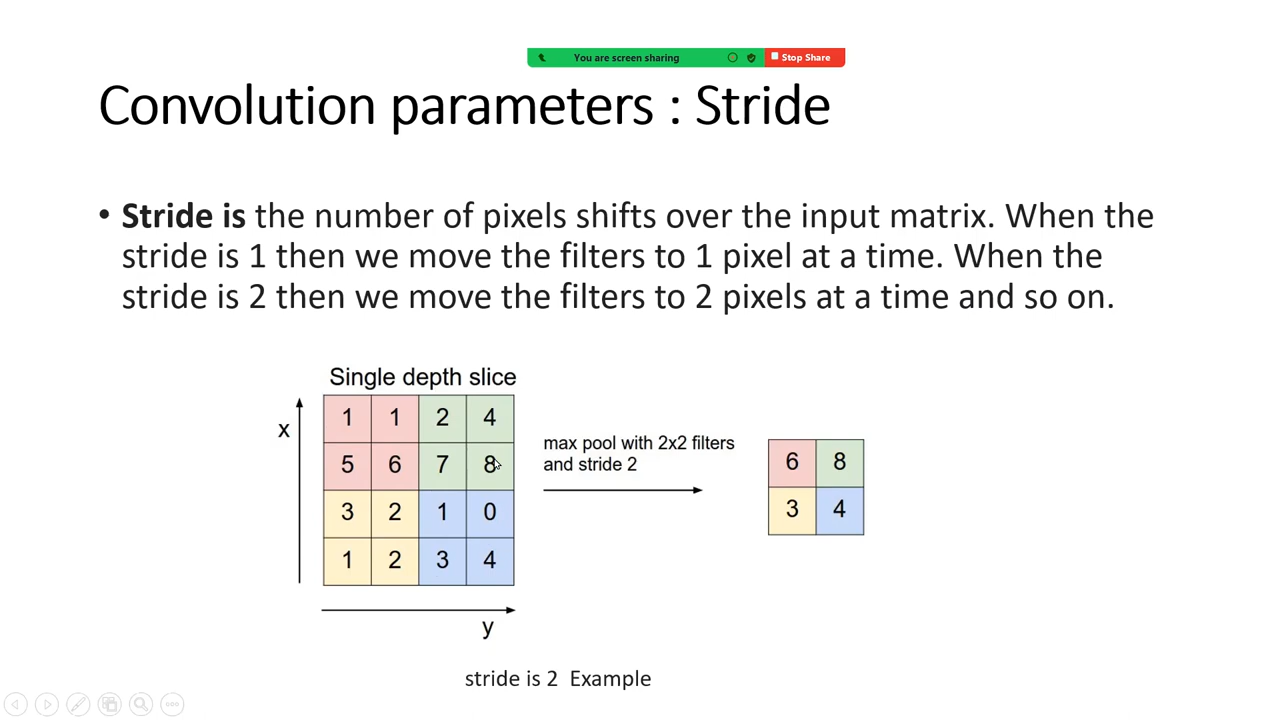 You are screen sharing
Stop Share
Convolution parameters : Stride
• Stride is the number of pixels shifts over the input matrix. When the
stride is 1 then we move the filters to 1 pixel at a time. When the
stride is 2 then we move the filters to 2 pixels at a time and so on.
Single depth slice
x
1 1 2 4
5 6 7 8
3 2 1 0
1 2 3 4
y
max pool with 2x2 filters
and stride 2
6 8
3 4
stride is 2 Example